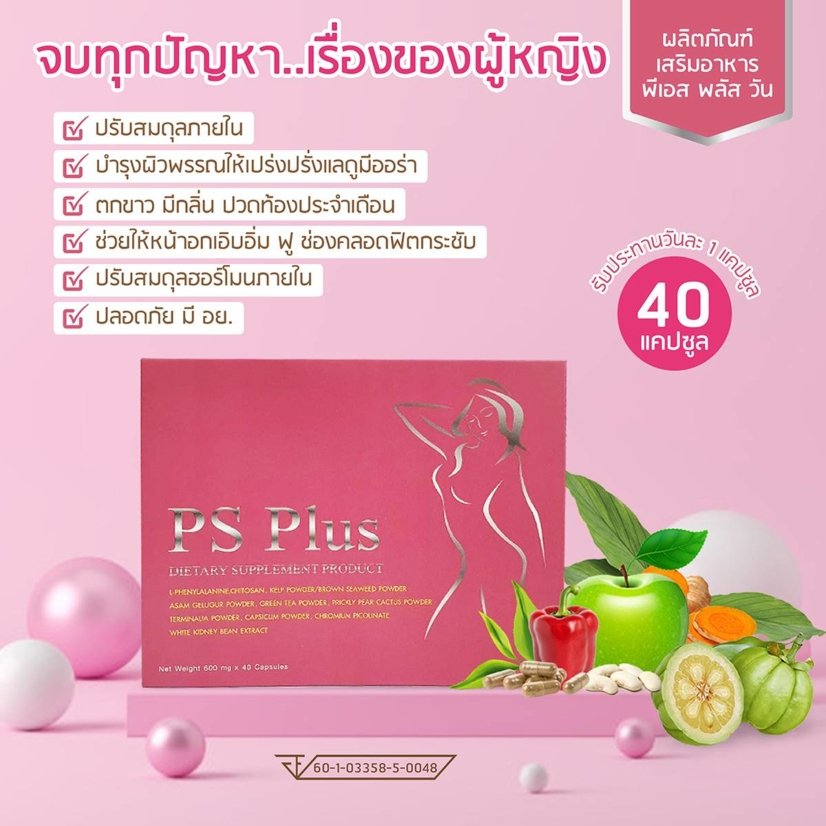 จบทุกปัญหา..เรื่องของผู้หญิง
ผลิตภัณฑ์
เสริมอาหาร
พีเอส พลัส วัน
ปรับสมดุลภายใน
บำรุงผิวพรรณให้เปร่งปรั่งแลดูมีออร่า
ตกขาว มีกลิ่น ปวดท้องประจำเดือน
ช่วยให้หน้าอกเอิบอิ่ม ฟู ช่องคลอดฟิตกระชับ
ปรับสมดุลฮอร์โมนภายใน
ปลอดภัย มี อย.
รับประทานวันละ 1 แคปซูล
40
แคปซูล
PS Plus
DIETARY SUPPLEMENT PRODUCT
L-PHENYLALANINE,CHITOSAN, KELP POWDER/BROWN SEAWEED POWDER
ASAM GELUGUR POWDER, GREEN TEA POWDER, PRICKLY PEAR CACTUS POWDER
TERMINALIA POWDER, CAPSICUM POWDER, CHROMIUN PICOLINATE
WHITE KIDNEY BEAN EXTRACT
Net Weight 600 mg x 40 Capsules
60-1-03358-5-0048